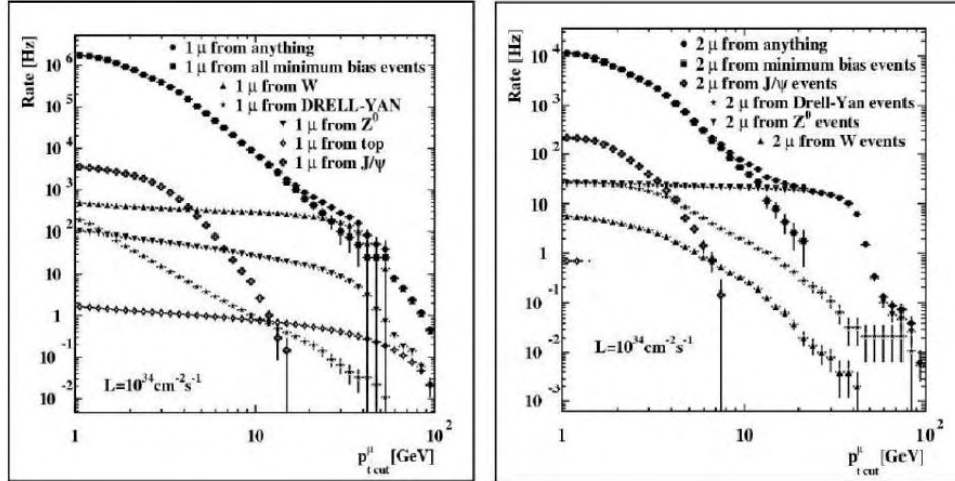 Rate [Hz]
10⁶
10⁵
10⁴
10³
10²
10
1
10⁻¹
10⁻²
1 μ from anything
1 μ from all minimum bias events
1 μ from W
1 μ from DRELL-YAN
1 μ from Z⁰
1 μ from top
1 μ from J/ψ
L=10³⁴cm⁻²s⁻¹
1
10
10²
pμt cut [GeV]
Rate [Hz]
10⁴
10³
10²
10
1
10⁻¹
10⁻²
10⁻³
2 μ from anything
2 μ from minimum bias events
2 μ from J/ψ events
2 μ from Drell-Yan events
2 μ from Z⁰ events
2 μ from W events
L=10³⁴cm⁻²s⁻¹
1
10
10²
pμt cut [GeV]